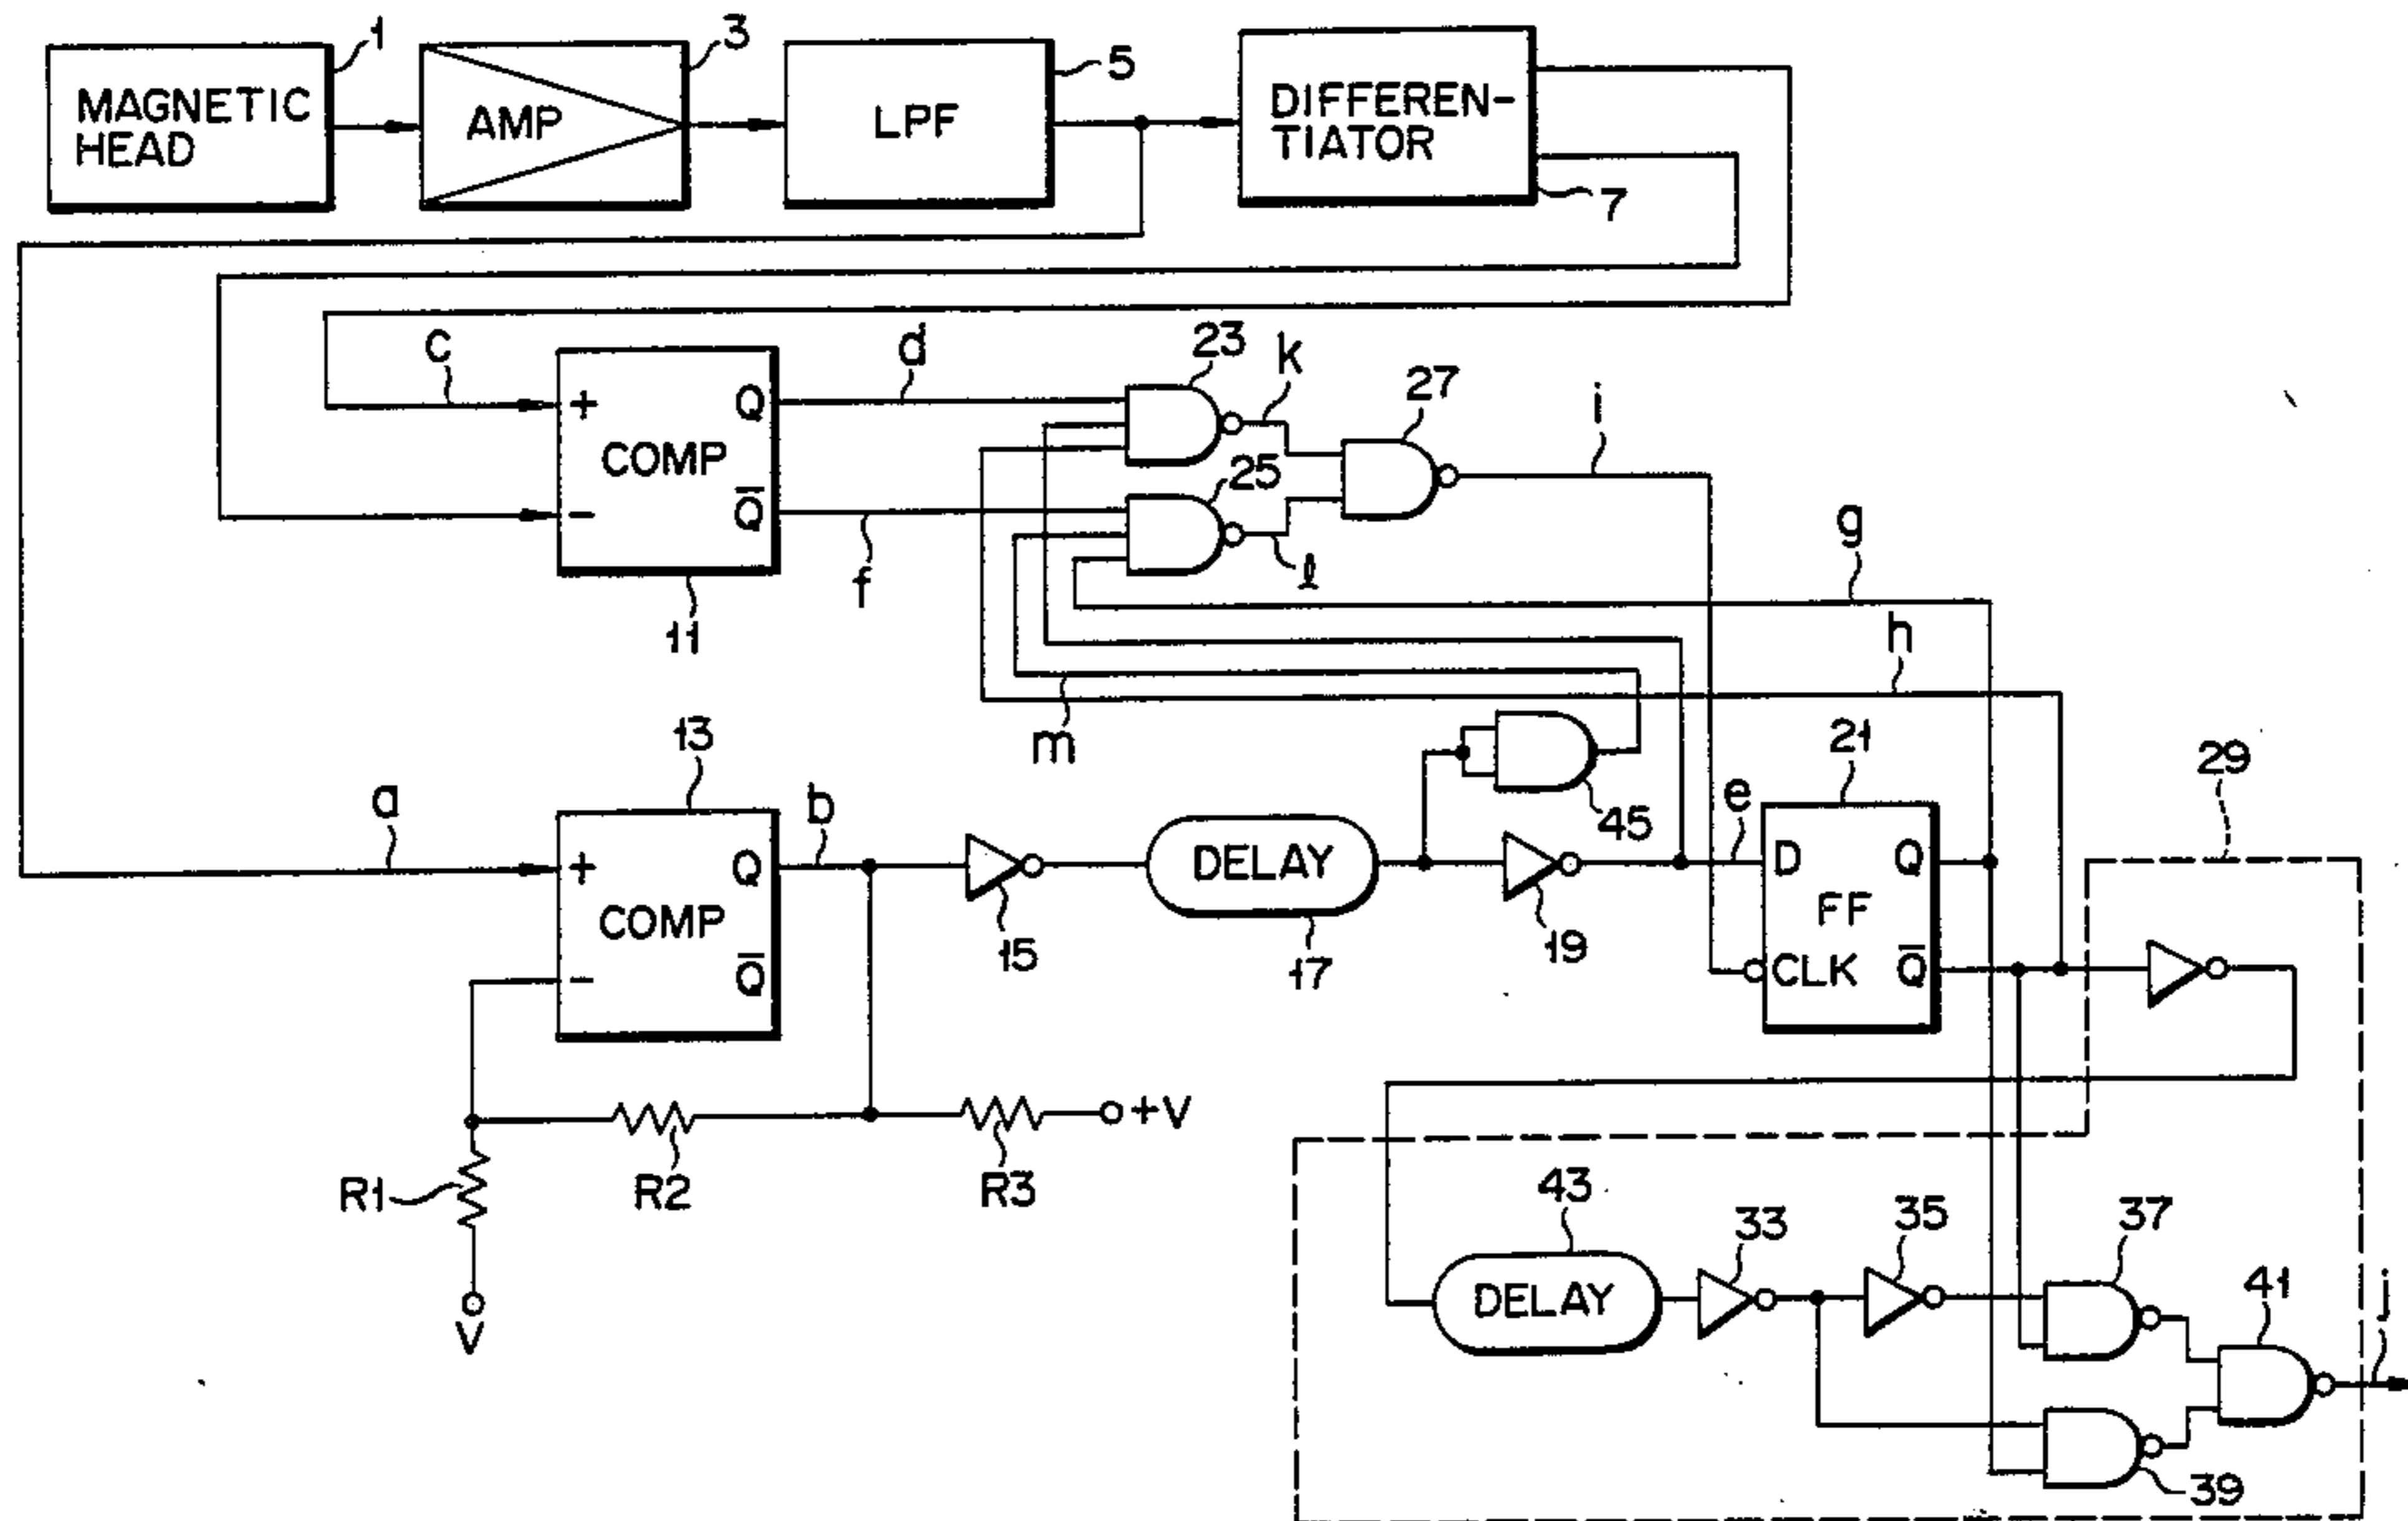 1
3
5
7
MAGNETIC
HEAD
AMP
LPF
DIFFEREN-
TIATOR
c
d
23
k
27
i
+
Q
COMP
25
-
Q̅
f
l
g
11
h
m
13
21
29
a
b
45
e
+
Q
DELAY
D
Q
COMP
FF
15
17
19
-
Q̅
CLK
Q̅
+V
R1
R2
R3
43
33
35
37
V
DELAY
41
j
39